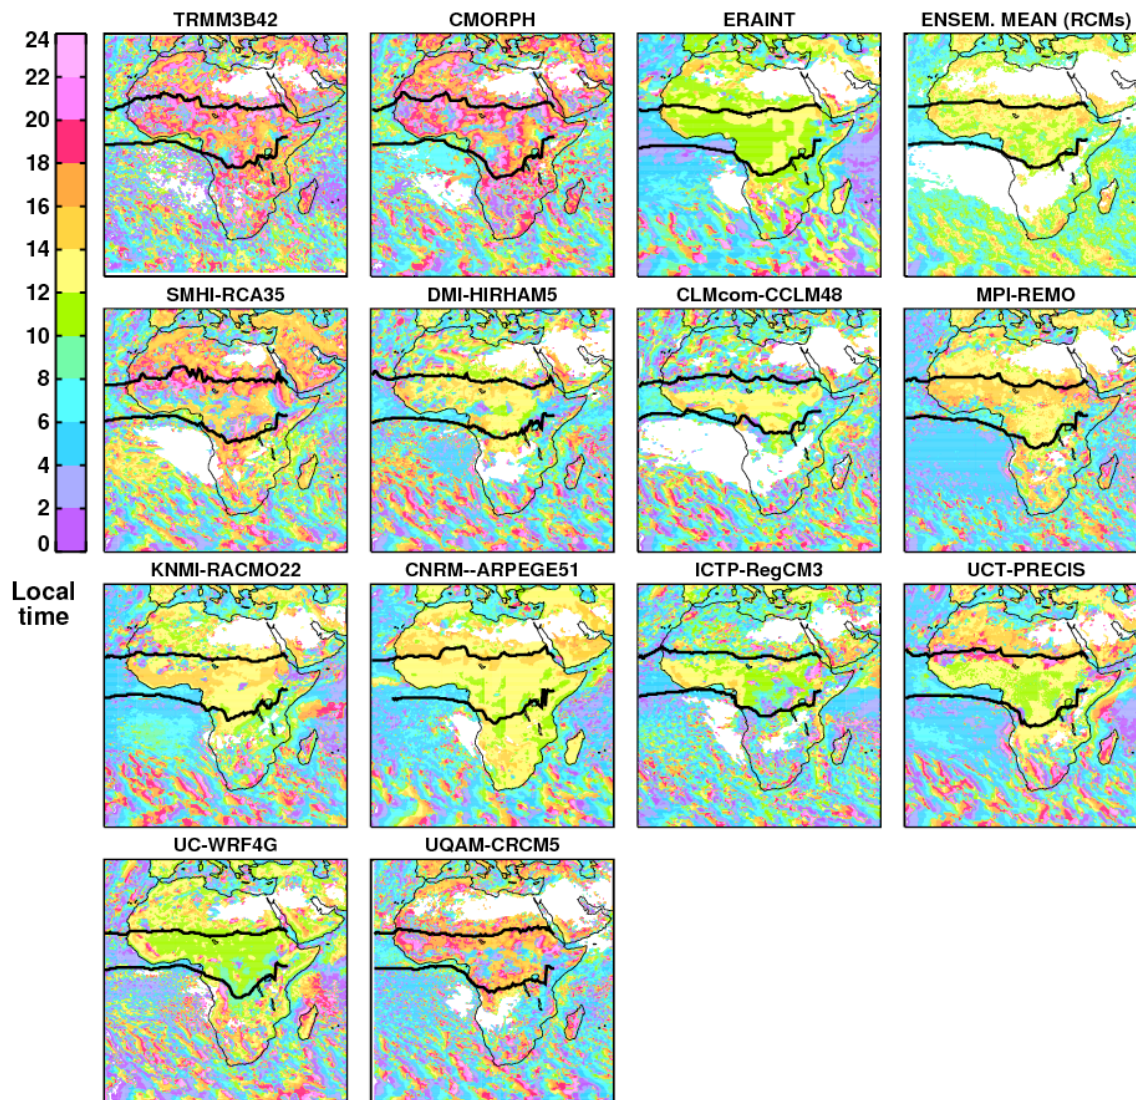 TRMM3B42 CMORPH ERAINT ENSEM. MEAN (RCMs)
24
22
20
18
16
14
12
10
8
6
4
2
0
Local
time
SMHI-RCA35 DMI-HIRHAM5 CLMcom-CCLM48 MPI-REMO
KNMI-RACMO22 CNRM--ARPEGE51 ICTP-RegCM3 UCT-PRECIS
UC-WRF4G UQAM-CRCM5